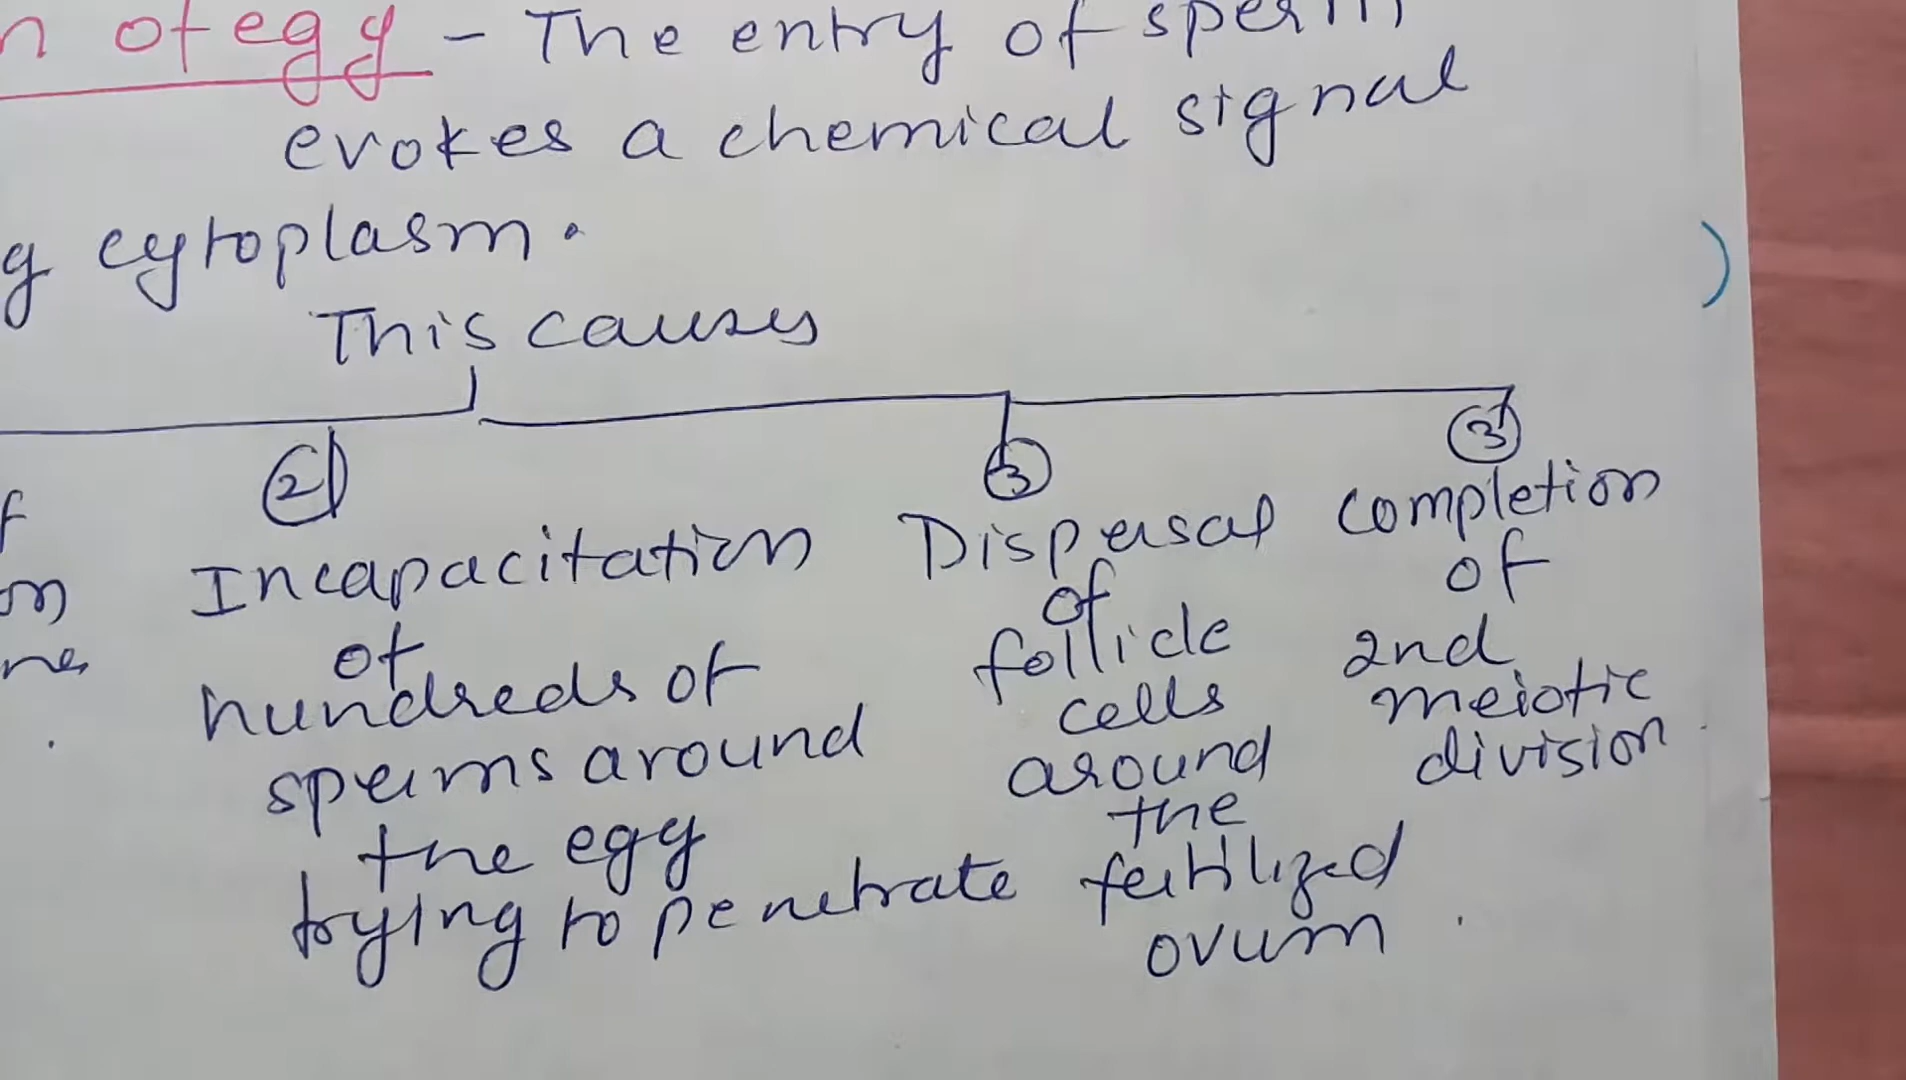 n of egg - The entry of sperm
evokes a chemical signal
g cytoplasm.
This causes
2
Incapacitation
of
hundreds of
sperms around
the egg
trying to penetrate
3
Dispersal
of
follicle
cells
around
the
fertilized
ovum
3
completion
of
2nd
meiotic
division